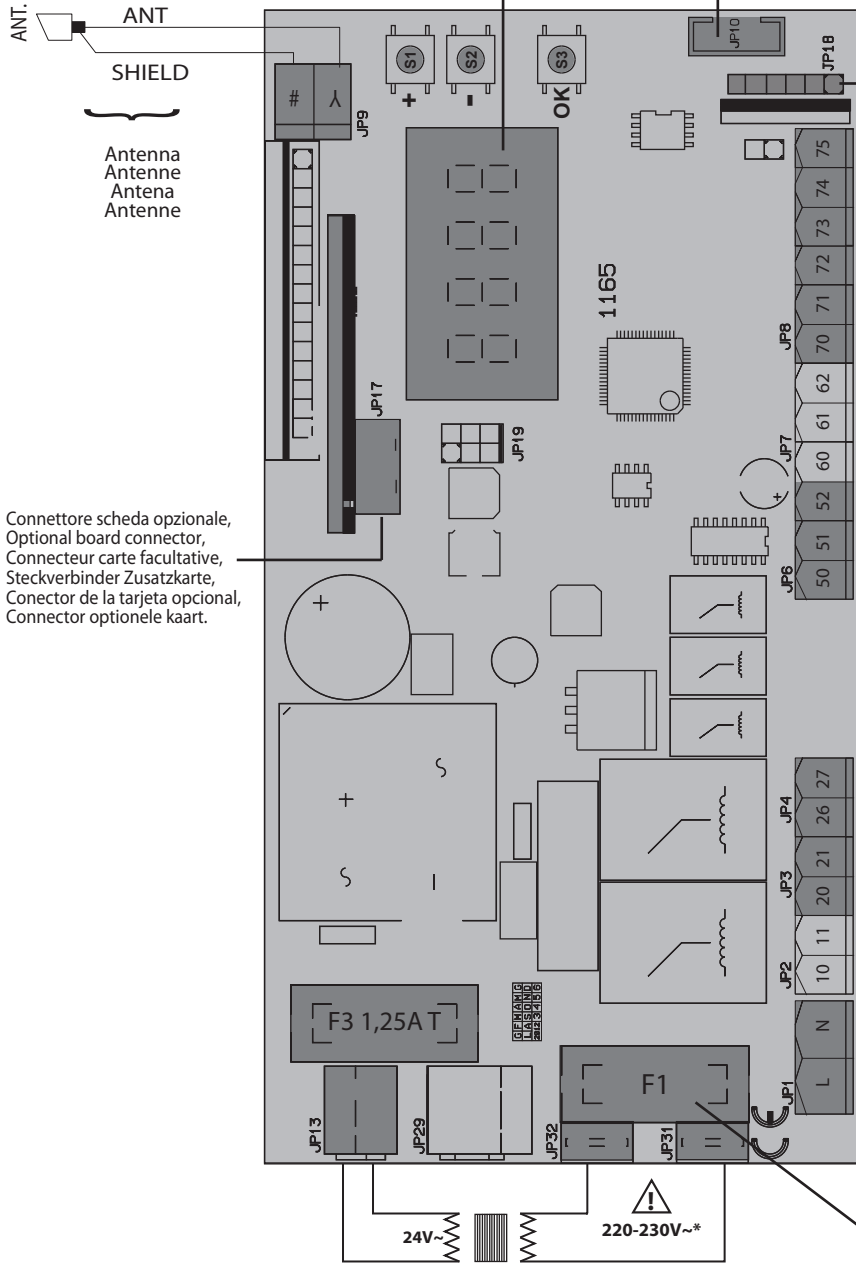 ANT.
ANT
SHIELD
Antenna
Antenne
Antena
Antenne
#
Y
JP9
S1
S2
S3
+
-
OK
JP10
JP18
1165
75
74
73
72
71
70
JP8
62
61
60
JP7
52
51
50
JP6
JP17
JP19
Connettore scheda opzionale,
Optional board connector,
Connecteur carte facultative,
Steckverbinder Zusatzkarte,
Conector de la tarjeta opcional,
Connector optionele kaart.
+
+
+
-
27
26
JP4
21
20
JP3
11
10
JP2
N
L
JP1
F3 1,25A T
GFMAMG
LASOND
F1
JP13
JP29
JP32
JP31
24V~
220-230V~*